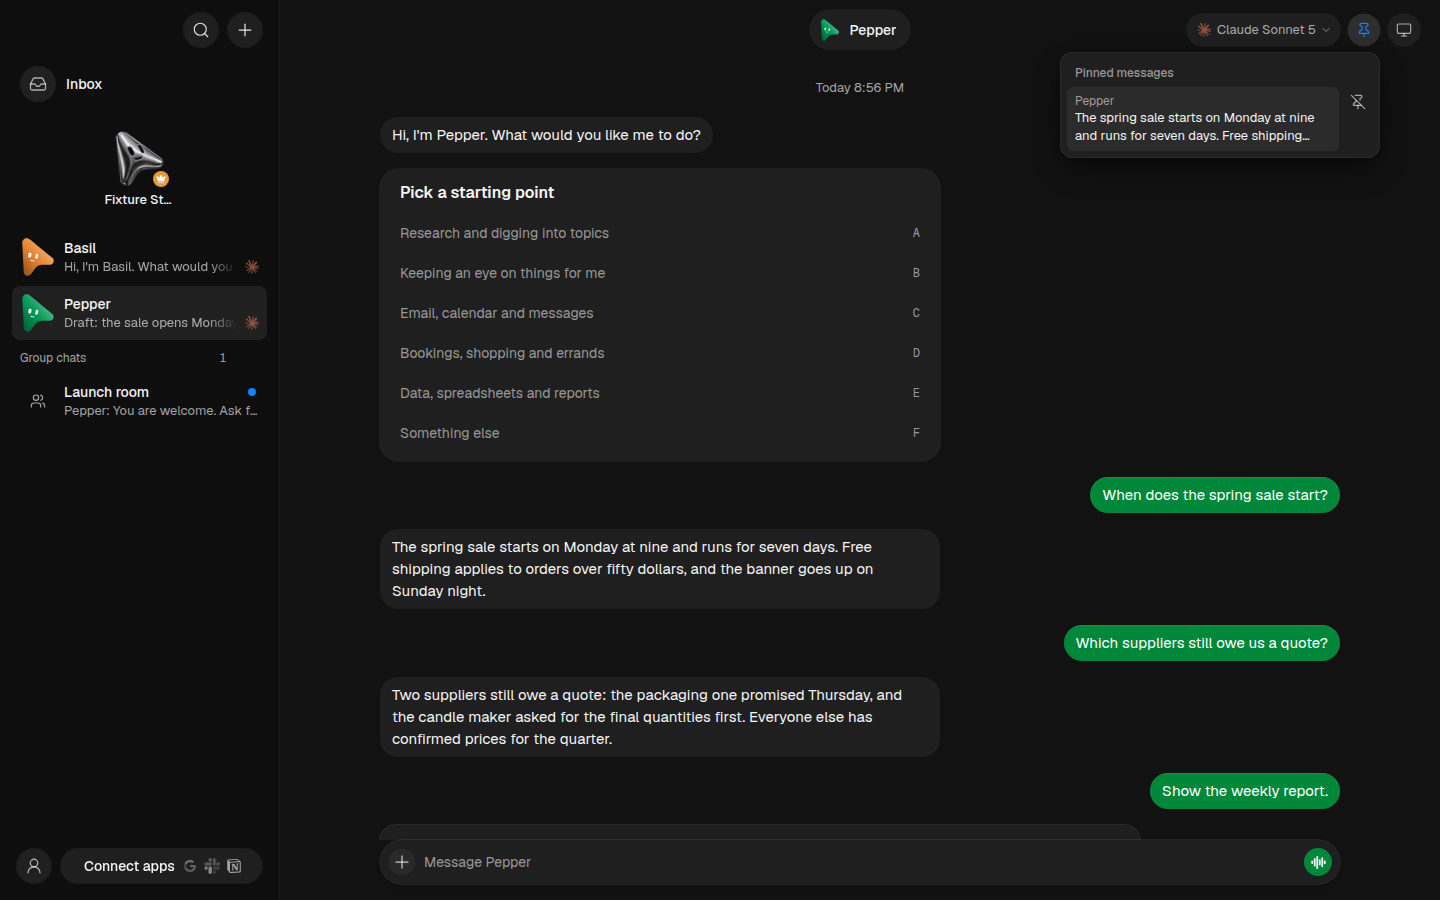 Inbox
Fixture St...
Basil
Hi, I'm Basil. What would you
Pepper
Draft: the sale opens Monday
Group chats 1
Launch room
Pepper: You are welcome. Ask f...
Connect apps
Pepper
Claude Sonnet 5
Pinned messages
Pepper
The spring sale starts on Monday at nine
and runs for seven days. Free shipping...
Today 8:56 PM
Hi, I'm Pepper. What would you like me to do?
Pick a starting point
Research and digging into topics A
Keeping an eye on things for me B
Email, calendar and messages C
Bookings, shopping and errands D
Data, spreadsheets and reports E
Something else F
When does the spring sale start?
The spring sale starts on Monday at nine and runs for seven days. Free
shipping applies to orders over fifty dollars, and the banner goes up on
Sunday night.
Which suppliers still owe us a quote?
Two suppliers still owe a quote: the packaging one promised Thursday, and
the candle maker asked for the final quantities first. Everyone else has
confirmed prices for the quarter.
Show the weekly report.
Message Pepper